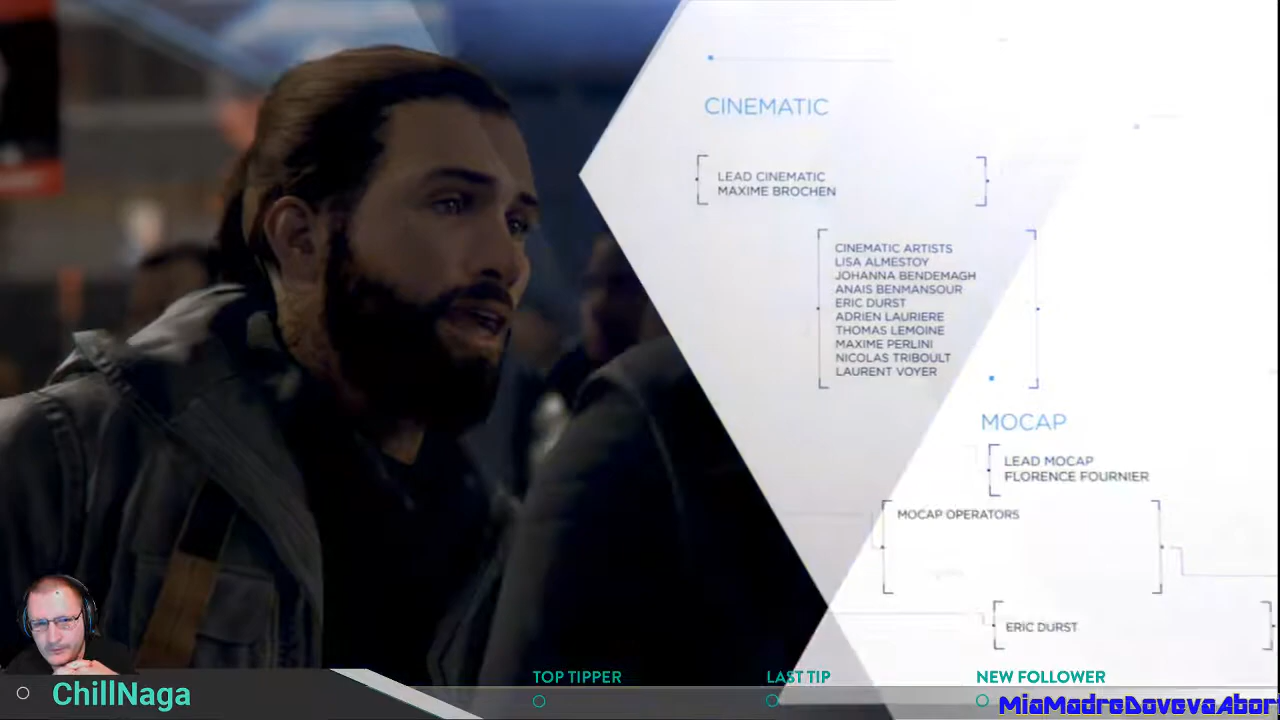 CINEMATIC
LEAD CINEMATIC
MAXIME BROCHEN
CINEMATIC ARTISTS
LISA ALMESTOY
JOHANNA BENDEMAGH
ANAIS BENMANSOUR
ERIC DURST
ADRIEN LAURIERE
THOMAS LEMOINE
MAXIME PERLINI
NICOLAS TRIBOULT
LAURENT VOYER
MOCAP
LEAD MOCAP
FLORENCE FOURNIER
MOCAP OPERATORS
ERIC DURST
TOP TIPPER
LAST TIP
NEW FOLLOWER
ChillNaga
MiaMadreDovevaAbor